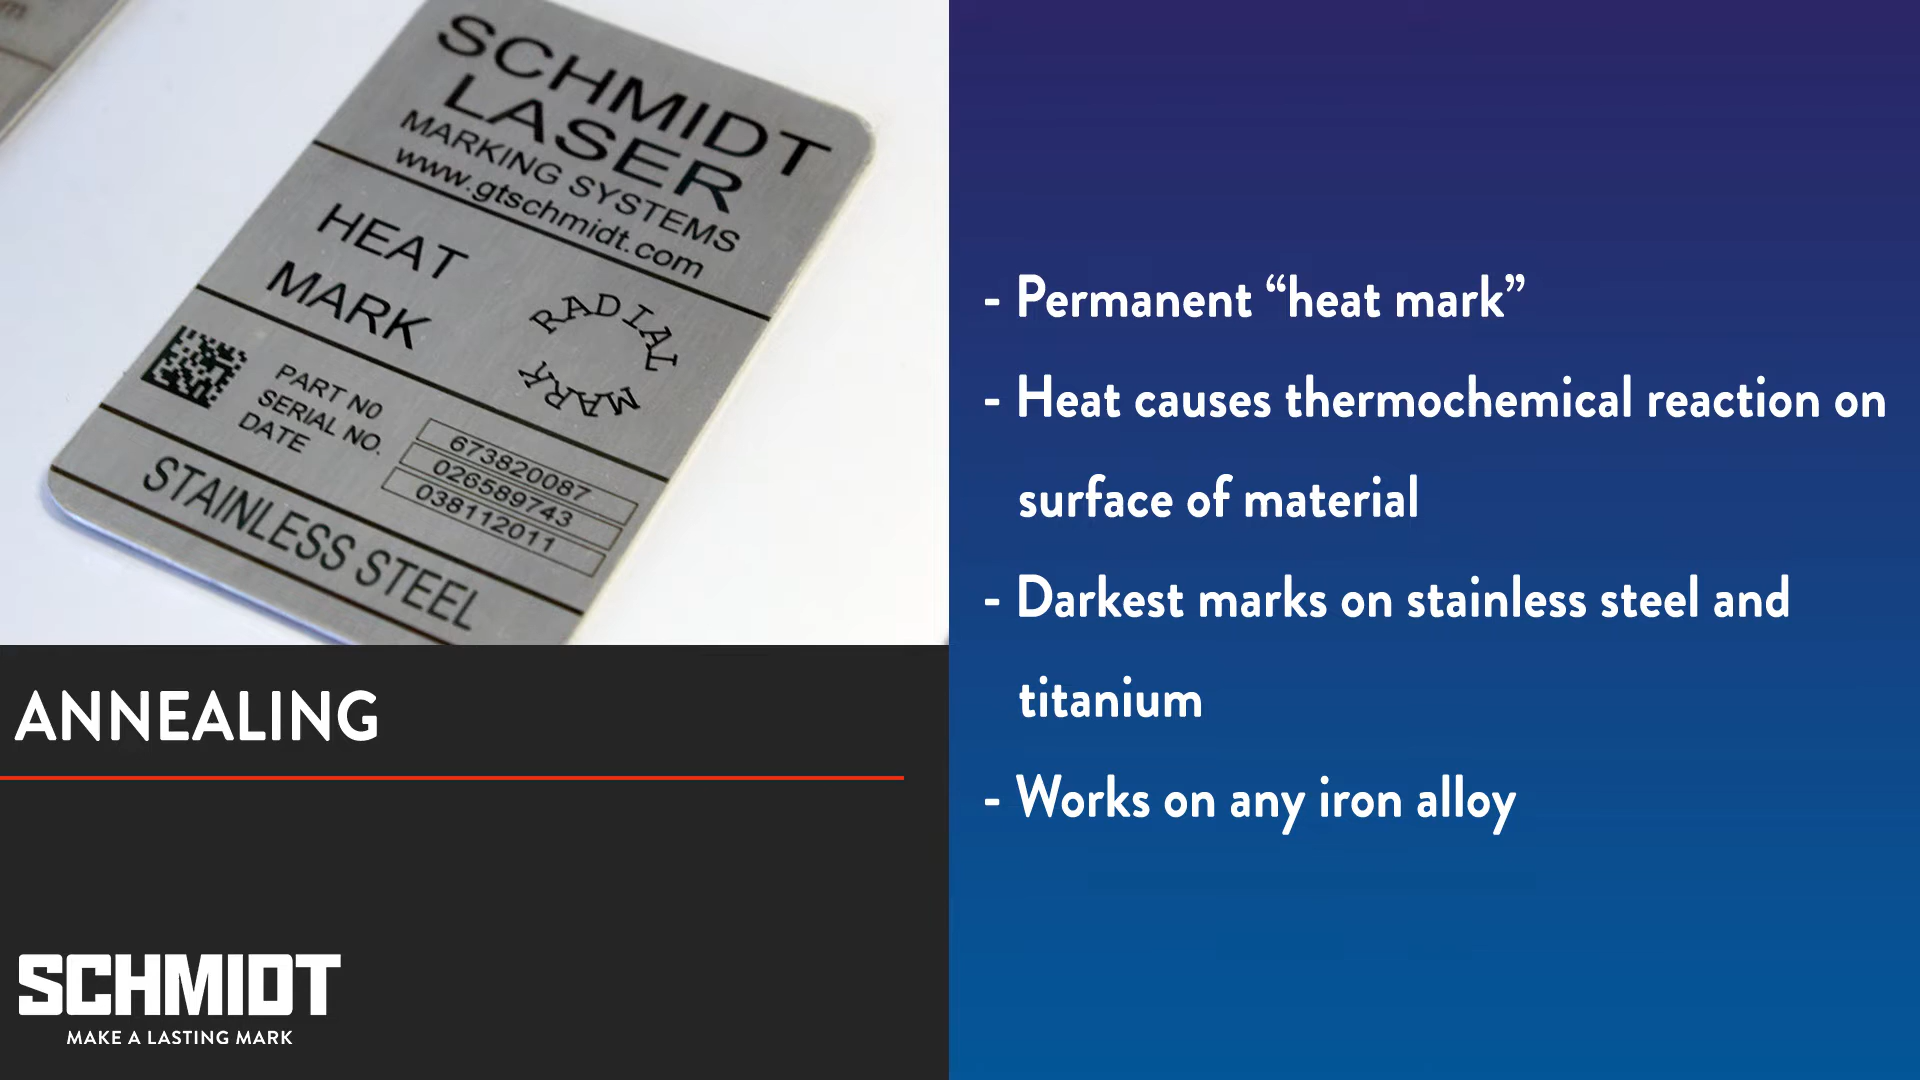 SCHMIDT
LASER
MARKING SYSTEMS
www.gtschmidt.com
HEAT
MARK
RADIAL
MARK
PART NO
SERIAL NO.
DATE
673820087
026589743
038112011
STAINLESS STEEL
ANNEALING
SCHMIDT
MAKE A LASTING MARK
- Permanent “heat mark”
- Heat causes thermochemical reaction on
surface of material
- Darkest marks on stainless steel and
titanium
- Works on any iron alloy